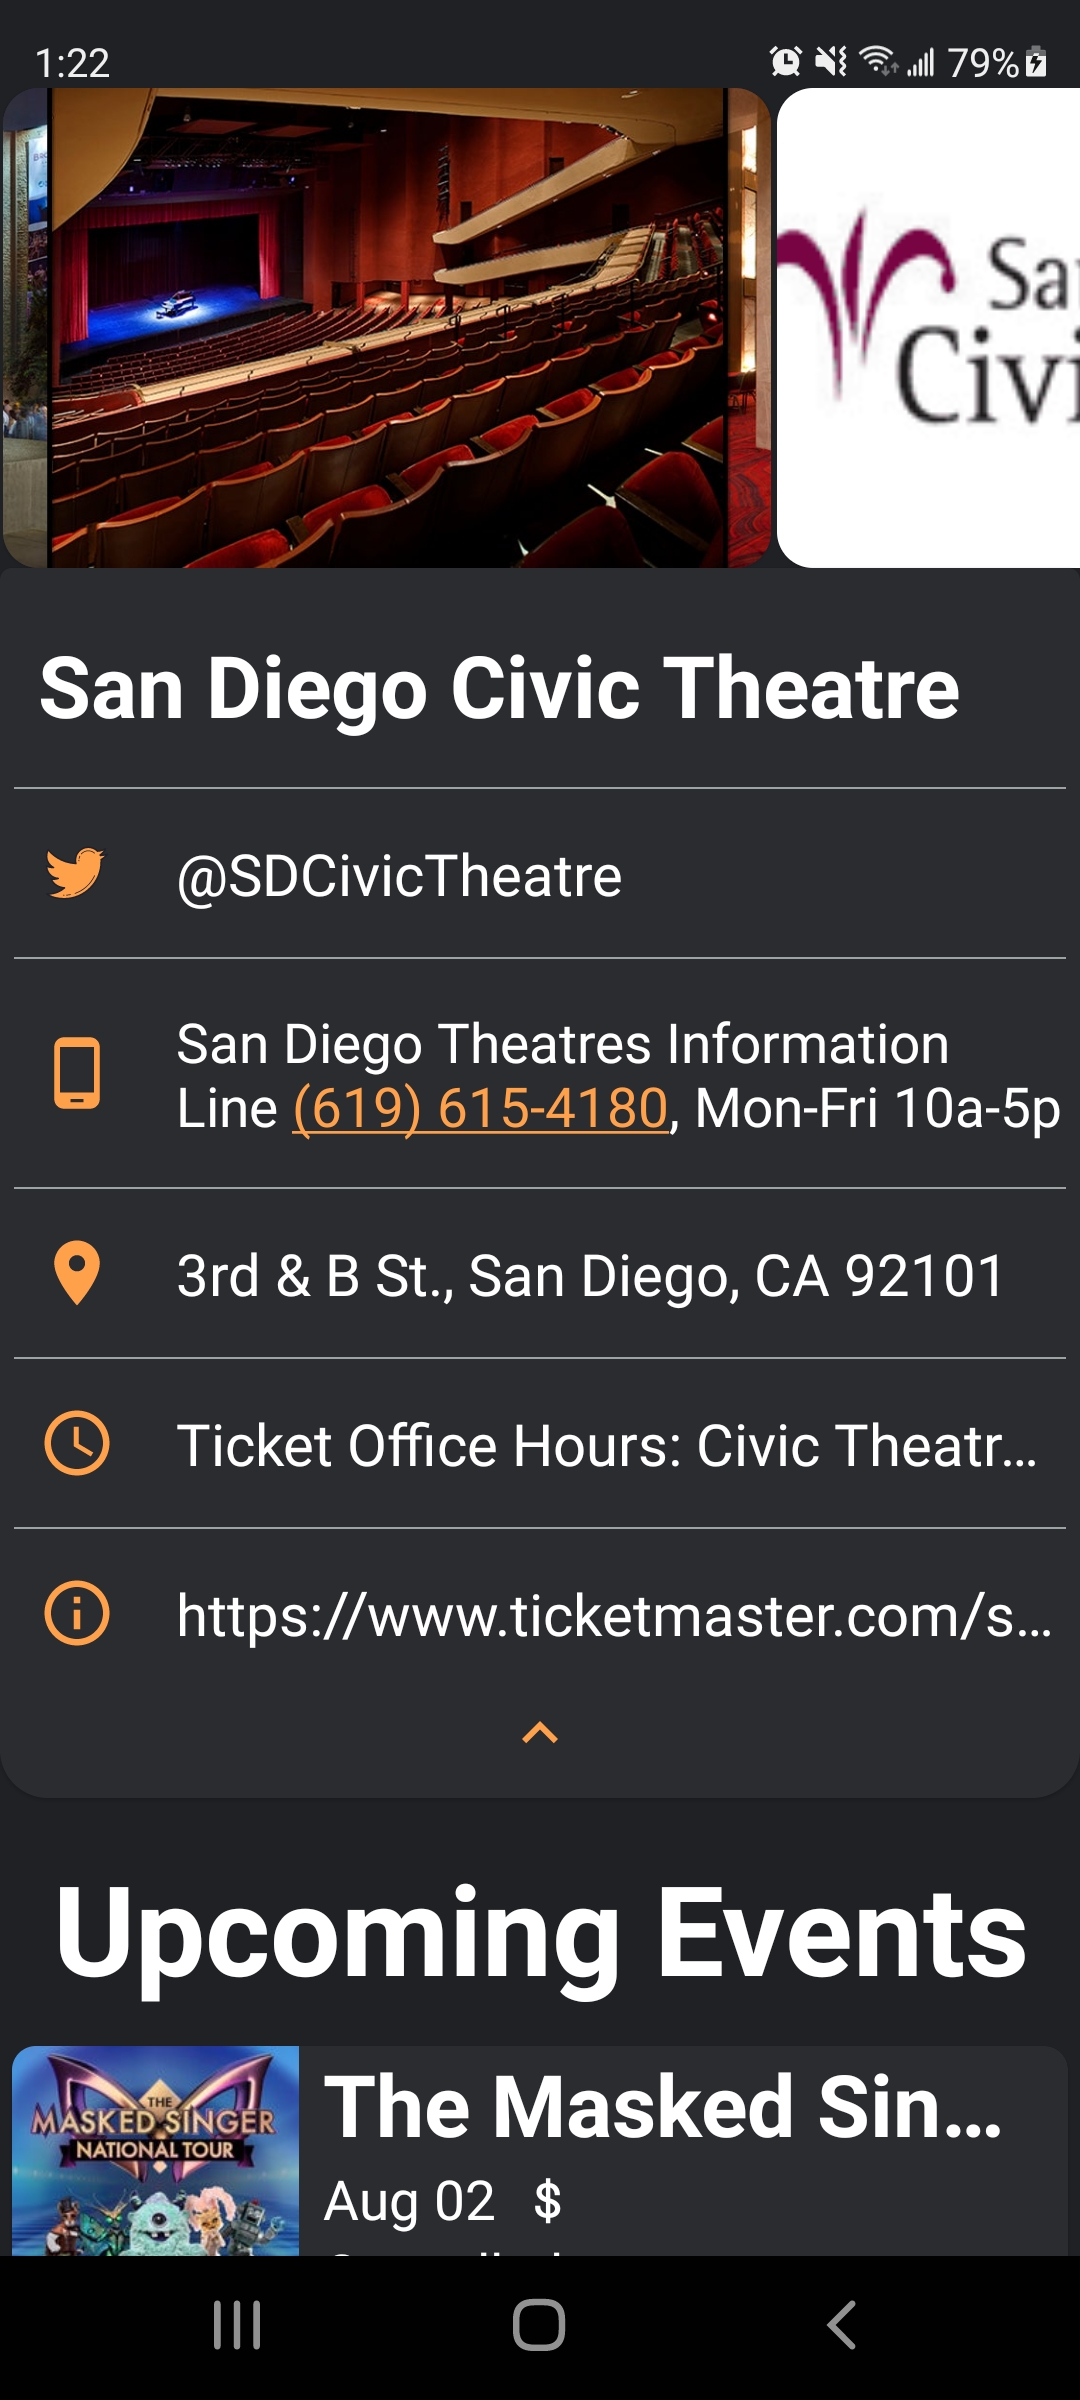 1:22
79%
Sa
Civi
San Diego Civic Theatre
@SDCivicTheatre
San Diego Theatres Information
Line (619) 615-4180, Mon-Fri 10a-5p
3rd & B St., San Diego, CA 92101
Ticket Office Hours: Civic Theatr...
https://www.ticketmaster.com/s...
Upcoming Events
THE
MASKED SINGER
NATIONAL TOUR
The Masked Sin...
Aug 02 $